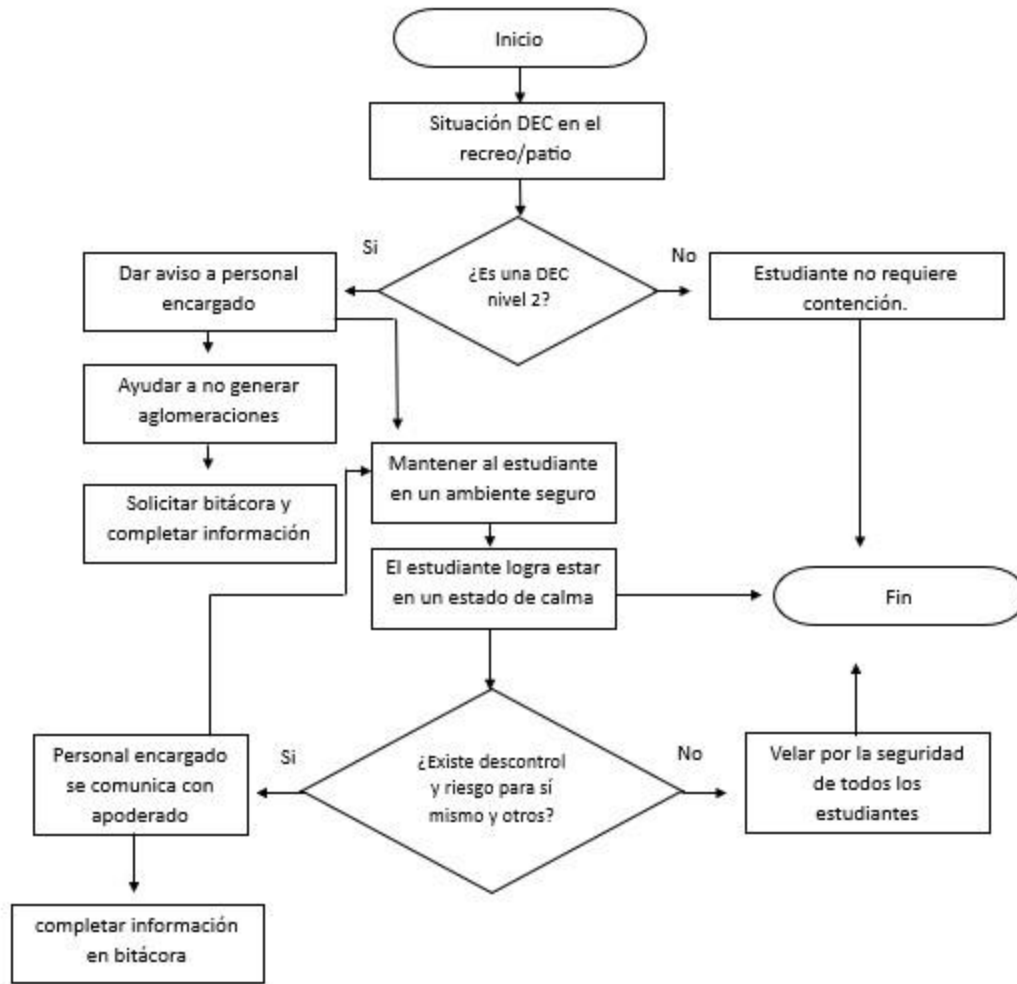 Inicio
Situación DEC en el
recreo/patio
Si
¿Es una DEC
nivel 2?
No
Dar aviso a personal
encargado
Estudiante no requiere
contención.
Ayudar a no generar
aglomeraciones
Mantener al estudiante
en un ambiente seguro
Solicitar bitácora y
completar información
El estudiante logra estar
en un estado de calma
Fin
Personal encargado
se comunica con
apoderado
Si
¿Existe descontrol
y riesgo para sí
mismo y otros?
No
Velar por la seguridad
de todos los
estudiantes
completar información
en bitácora